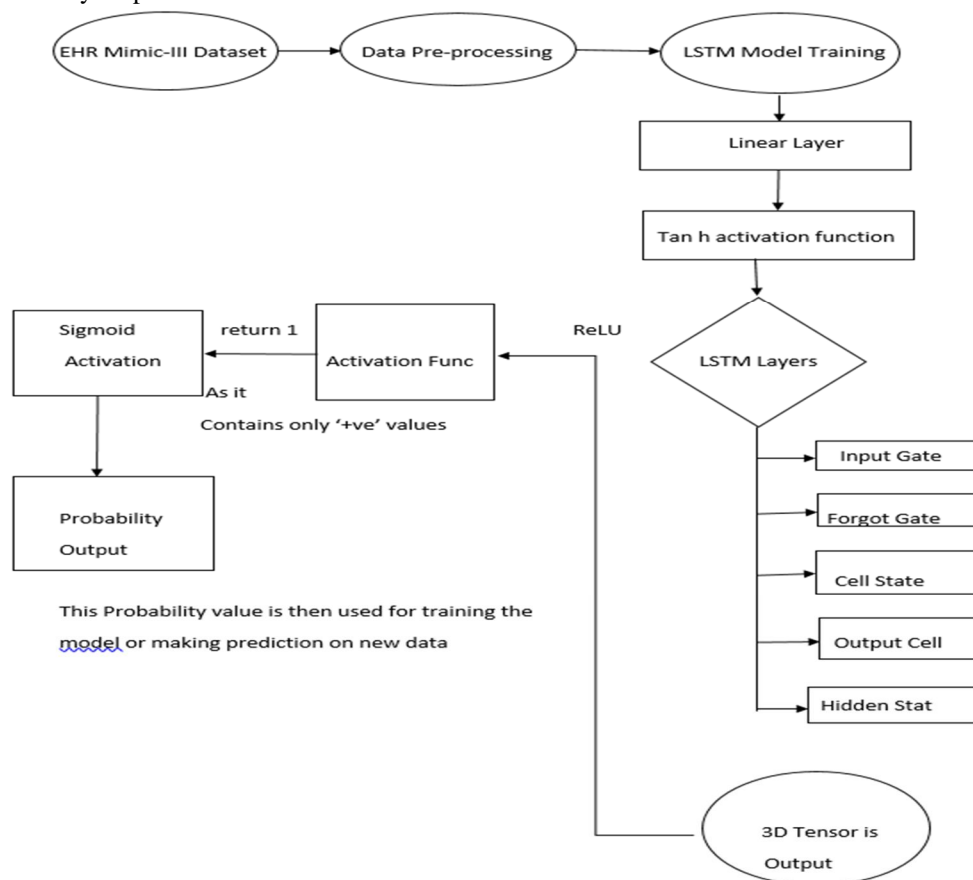 EHR Mimic-III Dataset
Data Pre-processing
LSTM Model Training
Linear Layer
Tan h activation function
LSTM Layers
Input Gate
Forgot Gate
Cell State
Output Cell
Hidden Stat
3D Tensor is
Output
ReLU
Activation Func
return 1
As it
Contains only ‘+ve’ values
Sigmoid
Activation
Probability
Output
This Probability value is then used for training the
model or making prediction on new data